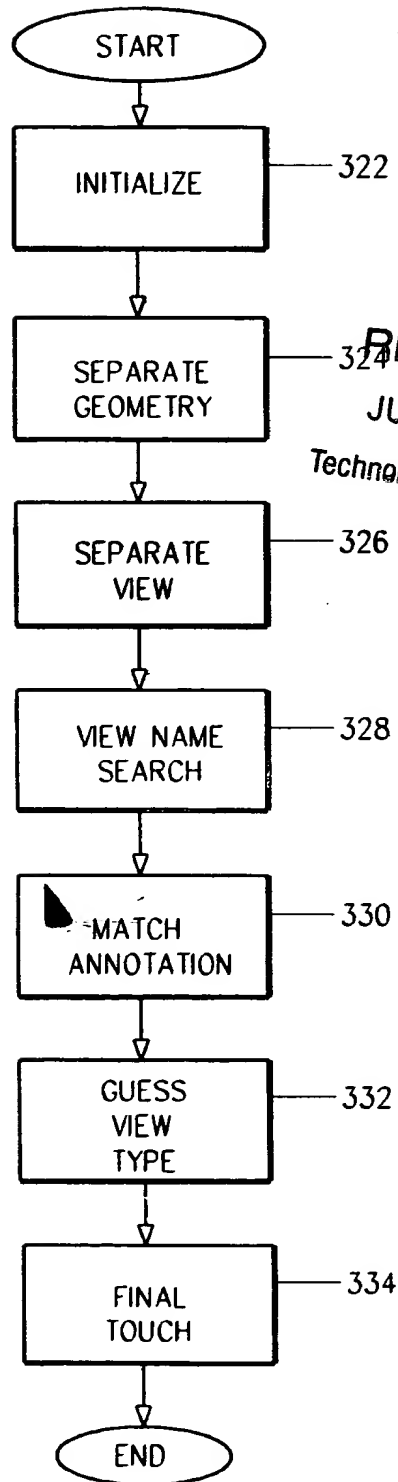 START
INITIALIZE
322
SEPARATE
GEOMETRY
324
JU
SEPARATE
VIEW
326
VIEW NAME
SEARCH
328
MATCH
ANNOTATION
330
GUESS
VIEW
TYPE
332
FINAL
TOUCH
334
END